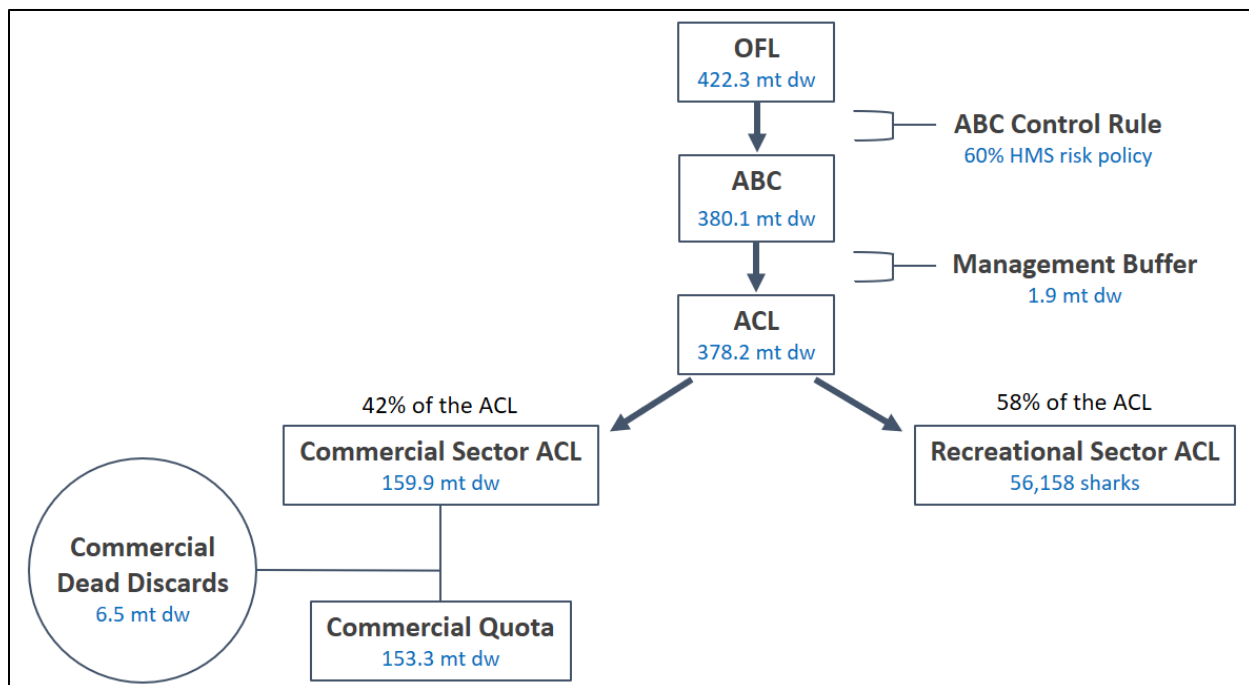 OFL
422.3 mt dw
ABC Control Rule
60% HMS risk policy
ABC
380.1 mt dw
Management Buffer
1.9 mt dw
ACL
378.2 mt dw
42% of the ACL
58% of the ACL
Commercial Sector ACL
159.9 mt dw
Recreational Sector ACL
56,158 sharks
Commercial
Dead Discards
6.5 mt dw
Commercial Quota
153.3 mt dw